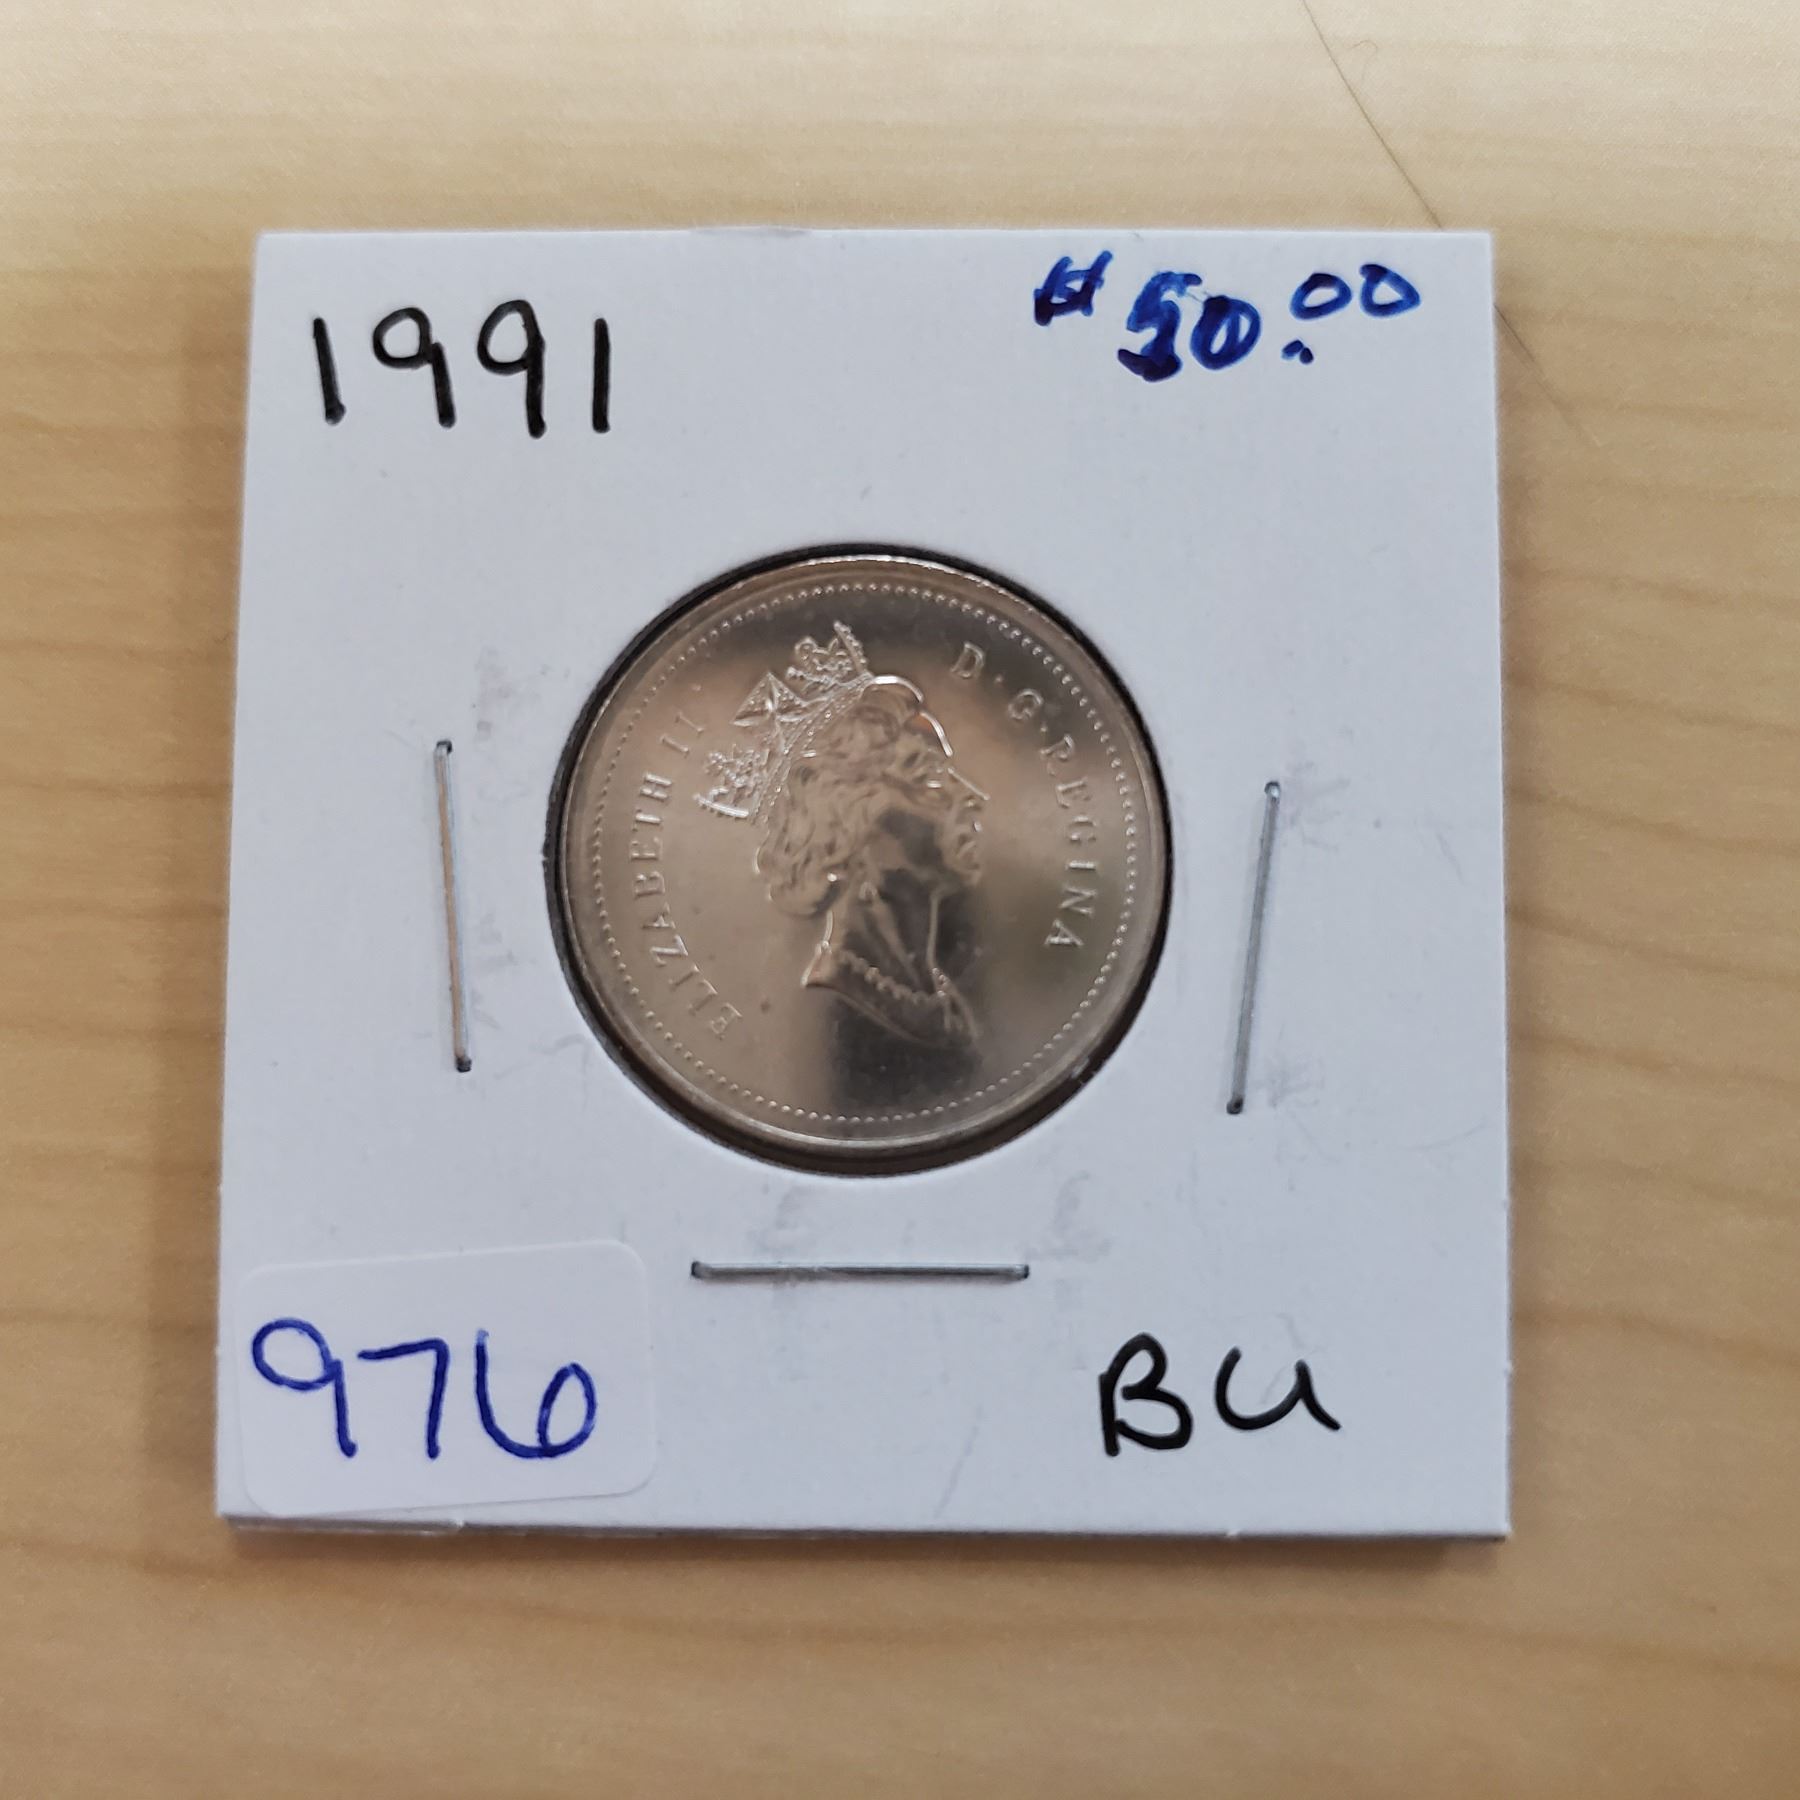 1991
$50.00
ELIZABETH II
D·G·REGINA
976
BU